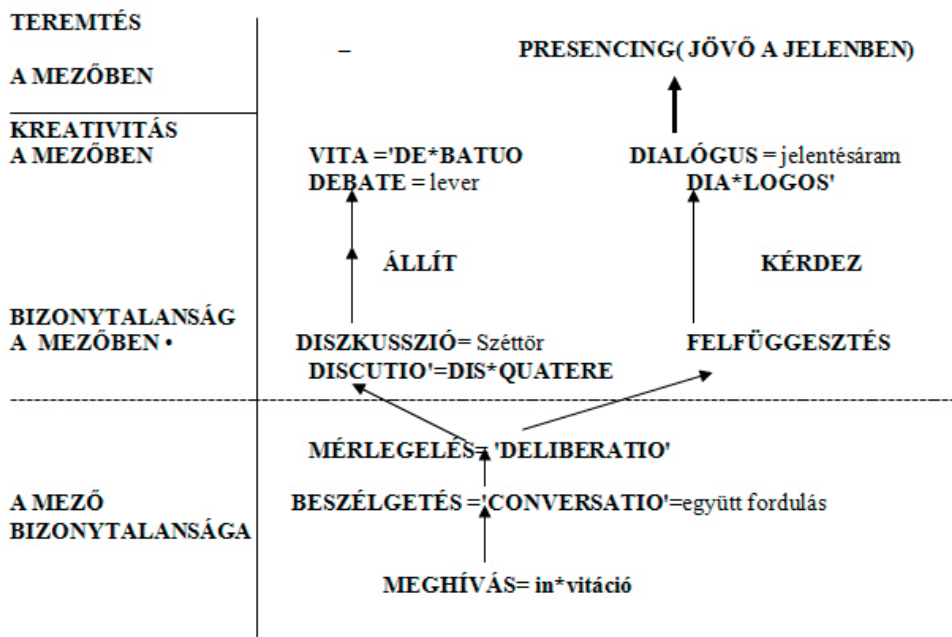 TEREMTÉS
– PRESENCING( JÖVŐ A JELENBEN)
A MEZŐBEN
KREATIVITÁS
A MEZŐBEN VITA ='DE*BATUO DIALÓGUS = jelentésáram
DEBATE = lever DIA*LOGOS'
ÁLLÍT KÉRDEZ
BIZONYTALANSÁG
A MEZŐBEN • DISZKUSSZIÓ= Széttör FELFÜGGESZTÉS
DISCUTIO'=DIS*QUATERE
MÉRLEGELÉS= 'DELIBERATIO'
A MEZŐ BESZÉLGETÉS ='CONVERSATIO'=együtt fordulás
BIZONYTALANSÁGA
MEGHÍVÁS= in*vitáció